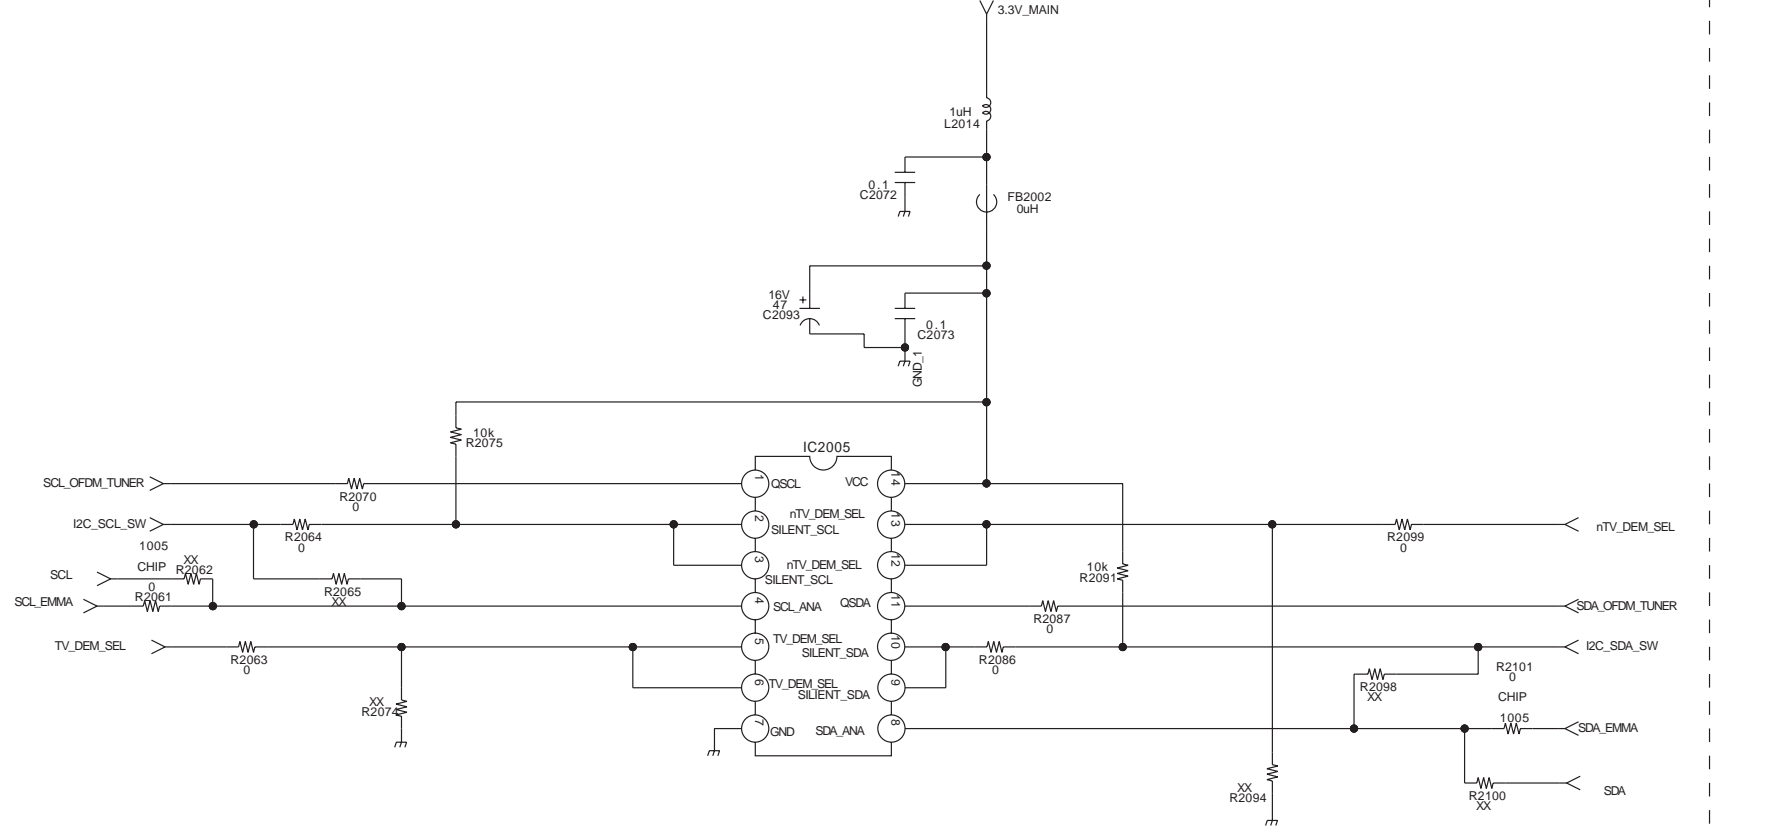 3.3V_MAIN
1uH
L2014
0.1
C2072
FB2002
0uH
16V
47
C2093
+
0.1
C2073
GND_1
10k
R2075
IC2005
SCL_OFDM_TUNER
R2070
0
1
QSCL
VCC
14
I2C_SCL_SW
R2064
0
2
SILENT_SCL
nTV_DEM_SEL
13
R2099
0
nTV_DEM_SEL
1005
CHIP
0
R2061
XX
R2062
SCL
SCL_EMMA
R2065
XX
3
SILENT_SCL
nTV_DEM_SEL
12
10k
R2091
4
SCL_ANA
QSDA
11
R2087
0
SDA_OFDM_TUNER
TV_DEM_SEL
R2063
0
5
TV_DEM_SEL
SILENT_SDA
10
R2086
0
I2C_SDA_SW
XX
R2074
6
TV_DEM_SEL
SILIENT_SDA
9
R2098
XX
R2101
0
CHIP
1005
7
GND
SDA_ANA
8
SDA_EMMA
XX
R2094
R2100
XX
SDA